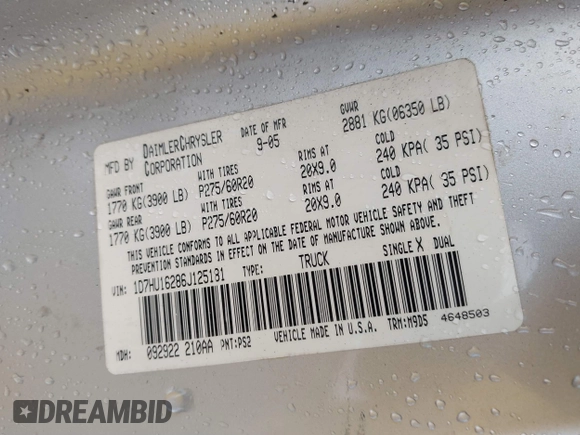 MFD BY DAIMLERCHRYSLER CORPORATION DATE OF MFR 9-05 GVWR 2881 KG(06350 LB)
GAWR FRONT WITH TIRES RIMS AT COLD
1770 KG(3900 LB) P275/60R20 20X9.0 240 KPA( 35 PSI)
GAWR REAR WITH TIRES RIMS AT COLD
1770 KG(3900 LB) P275/60R20 20X9.0 240 KPA( 35 PSI)
THIS VEHICLE CONFORMS TO ALL APPLICABLE FEDERAL MOTOR VEHICLE SAFETY AND THEFT
PREVENTION STANDARDS IN EFFECT ON THE DATE OF MANUFACTURE SHOWN ABOVE.
VIN: 1D7HU16286J125131 TYPE: TRUCK SINGLE X DUAL
MDH: 092922 210AA PNT:PS2 VEHICLE MADE IN U.S.A. TRM:M9D5 4648503
DREAMBID